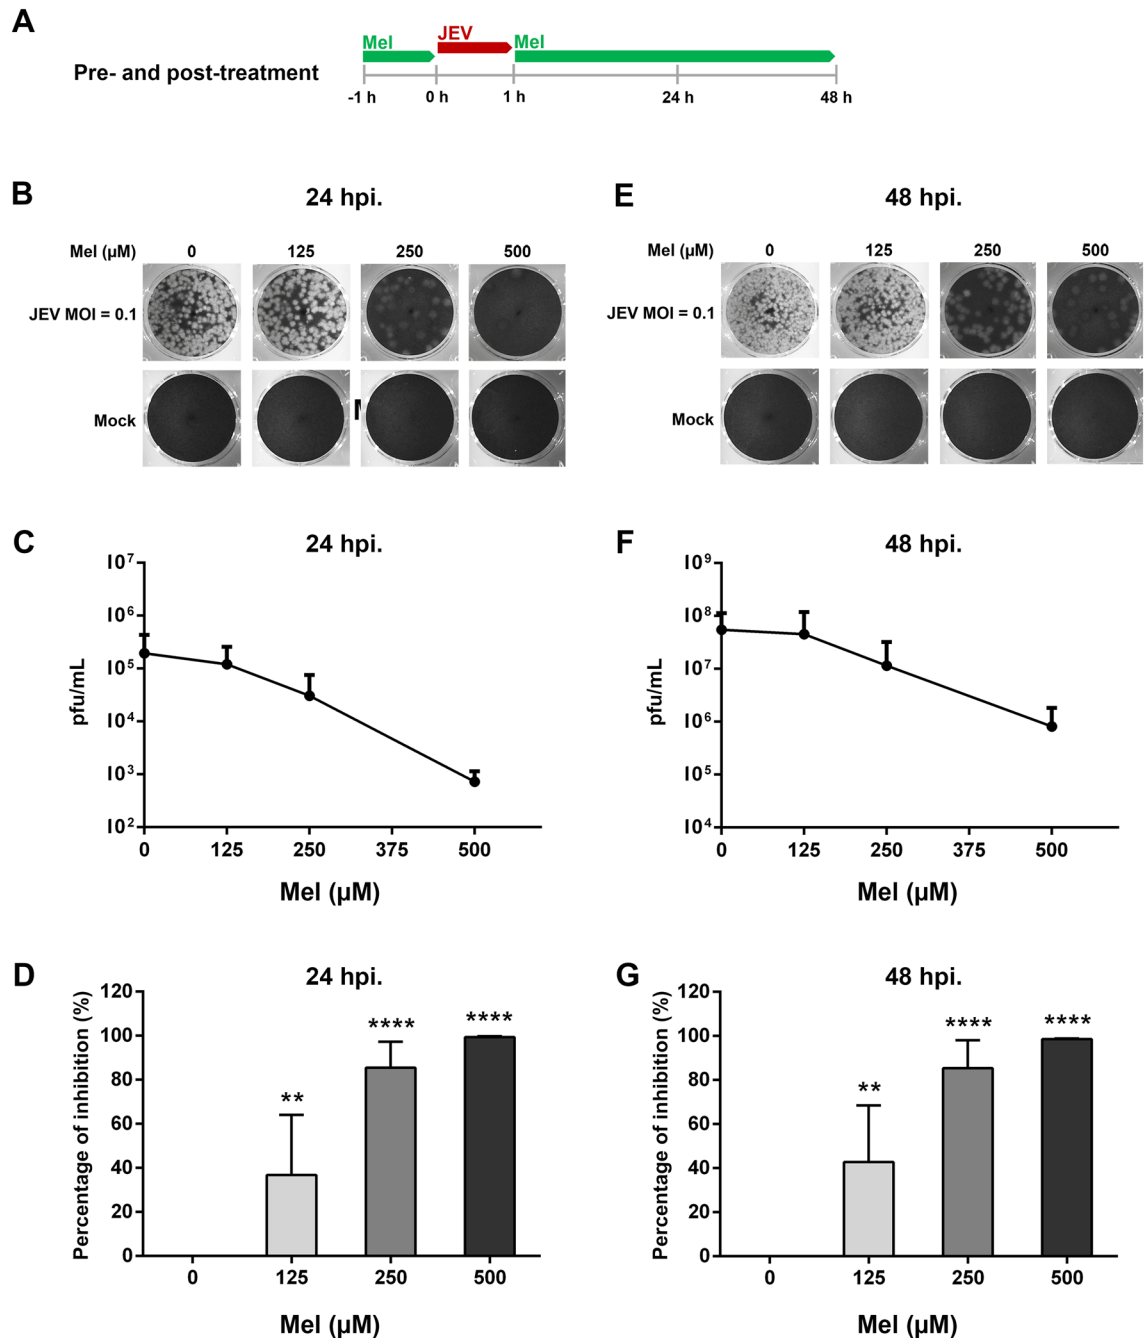 A
JEV
Mel Mel
Pre- and post-treatment
-1 h 0 h 1 h 24 h 48 h
B 24 hpi.
Mel (µM) 0 125 250 500
JEV MOI = 0.1
Mock
E 48 hpi.
Mel (µM) 0 125 250 500
JEV MOI = 0.1
Mock
C 24 hpi.
pfu/mL
10⁷
10⁶
10⁵
10⁴
10³
10²
0 125 250 375 500
Mel (µM)
F 48 hpi.
pfu/mL
10⁹
10⁸
10⁷
10⁶
10⁵
10⁴
0 125 250 375 500
Mel (µM)
D 24 hpi.
Percentage of inhibition (%)
120
100
80
60
40
20
0
** **** ****
0 125 250 500
Mel (µM)
G 48 hpi.
Percentage of inhibition (%)
120
100
80
60
40
20
0
** **** ****
0 125 250 500
Mel (µM)